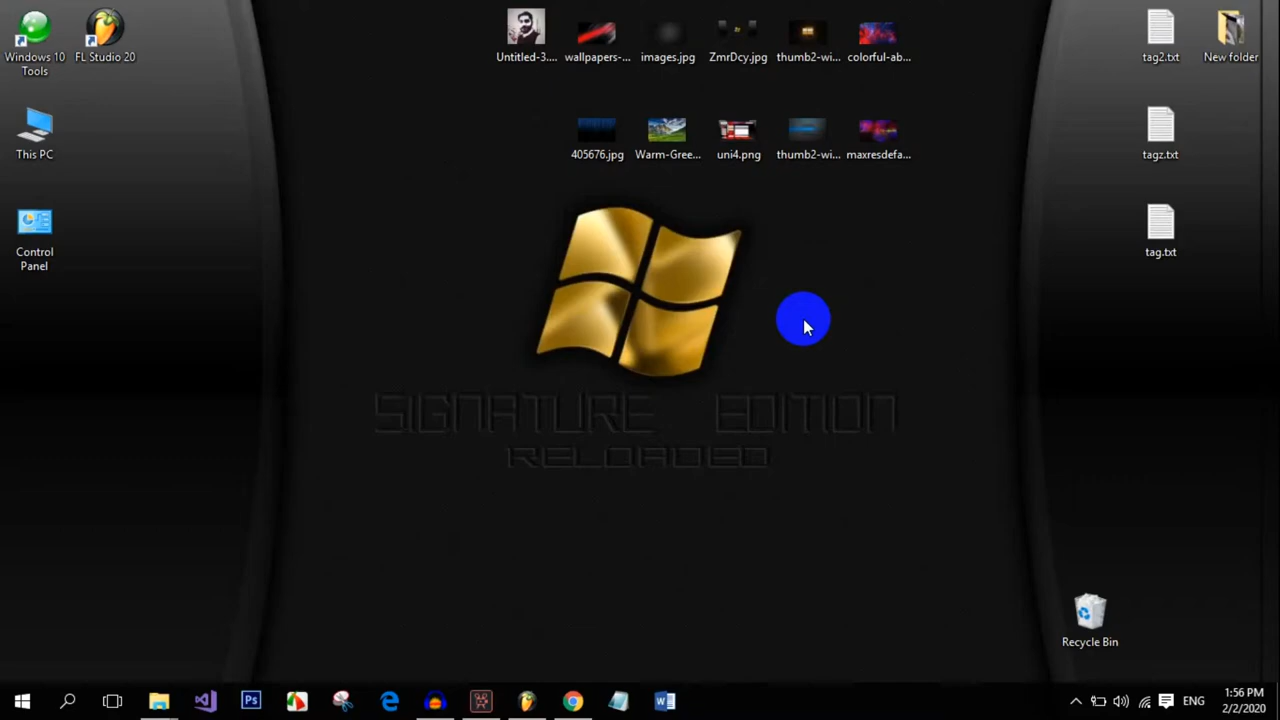 Untitled-3....
wallpapers-...
images.jpg
ZmrDcy.jpg
thumb2-wi...
colorful-ab...
tag2.txt
New folder
Windows 10
Tools
FL Studio 20
405676.jpg
Warm-Gree...
uni4.png
thumb2-wi...
maxresdefa...
This PC
tagz.txt
Control
Panel
tag.txt
SIGNATURE EDITION
RELOADED
Recycle Bin
Ps
W
ENG
1:56 PM
2/2/2020